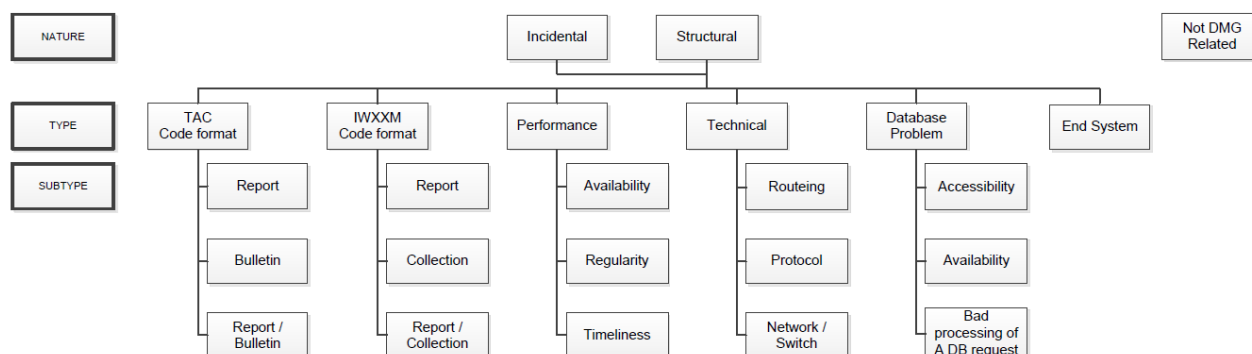 NATURE
Incidental
Structural
Not DMG
Related
TYPE
TAC
Code format
IWXXM
Code format
Performance
Technical
Database
Problem
End System
SUBTYPE
Report
Report
Availability
Routeing
Accessibility
Bulletin
Collection
Regularity
Protocol
Availability
Report /
Bulletin
Report /
Collection
Timeliness
Network /
Switch
Bad
processing of
A DB request